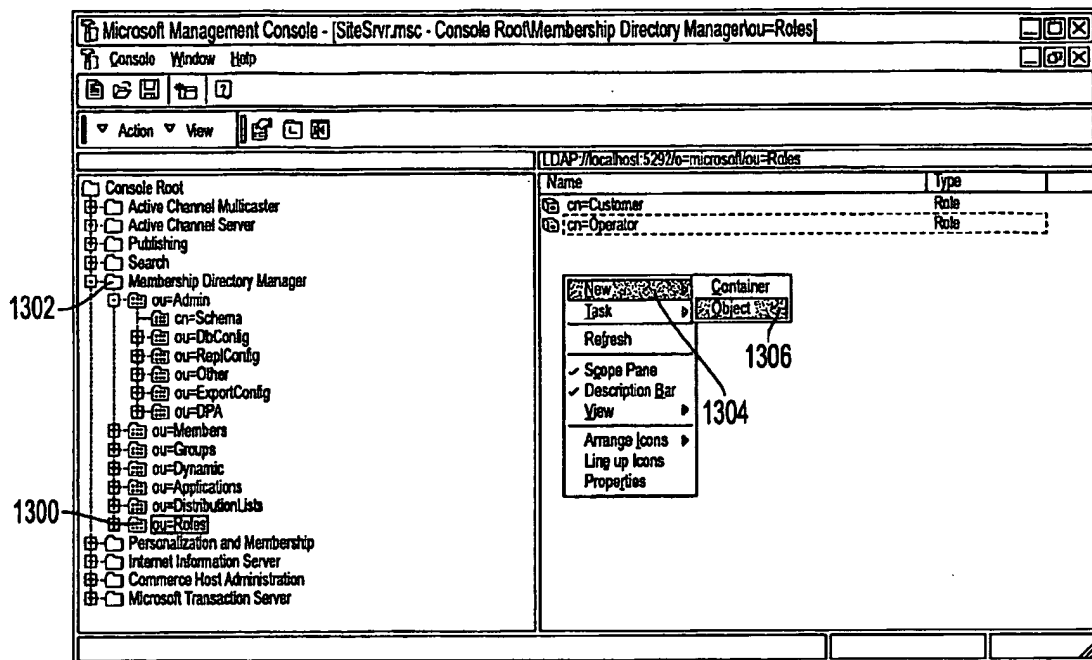 Microsoft Management Console - [SiteSrvr.msc - Console Root\Membership Directory Manager\ou=Roles]
Console Window Help
Action View
LDAP://localhost:5292/o=microsoft/ou=Roles
Console Root
Active Channel Multicaster
Active Channel Server
Publishing
Search
Membership Directory Manager
ou=Admin
cn=Schema
ou=DbConfig
ou=ReplConfig
ou=Other
ou=ExportConfig
ou=DPA
ou=Members
ou=Groups
ou=Dynamic
ou=Applications
ou=DistributionLists
ou=Roles
Personalization and Membership
Internet Information Server
Commerce Host Administration
Microsoft Transaction Server
1302
1300
Name Type
cn=Customer Role
cn=Operator Role
New
Task
Refresh
Scope Pane
Description Bar
View
Arrange Icons
Line up Icons
Properties
Container
Object
1306
1304